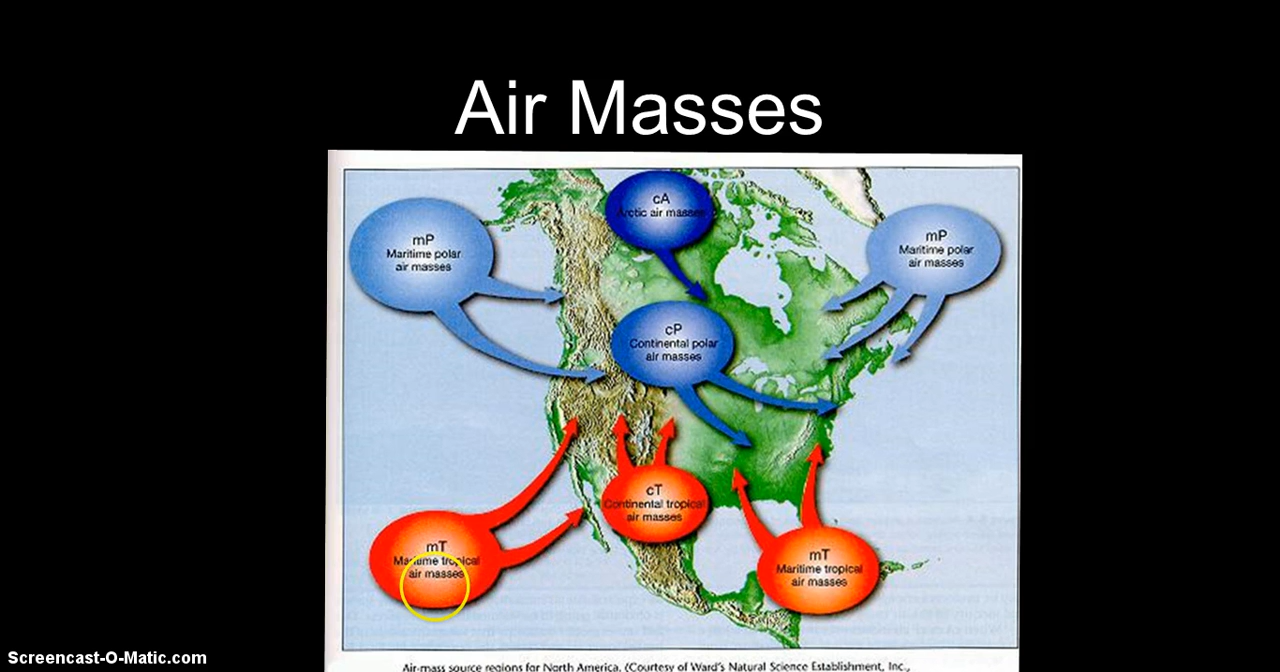 Air Masses
cA
Arctic air masses
mP
Maritime polar
air masses
mP
Maritime polar
air masses
cP
Continental polar
air masses
cT
Continental tropical
air masses
mT
Maritime tropical
air masses
mT
Maritime tropical
air masses
Screencast-O-Matic.com
Air-mass source regions for North America. (Courtesy of Ward's Natural Science Establishment, Inc.,